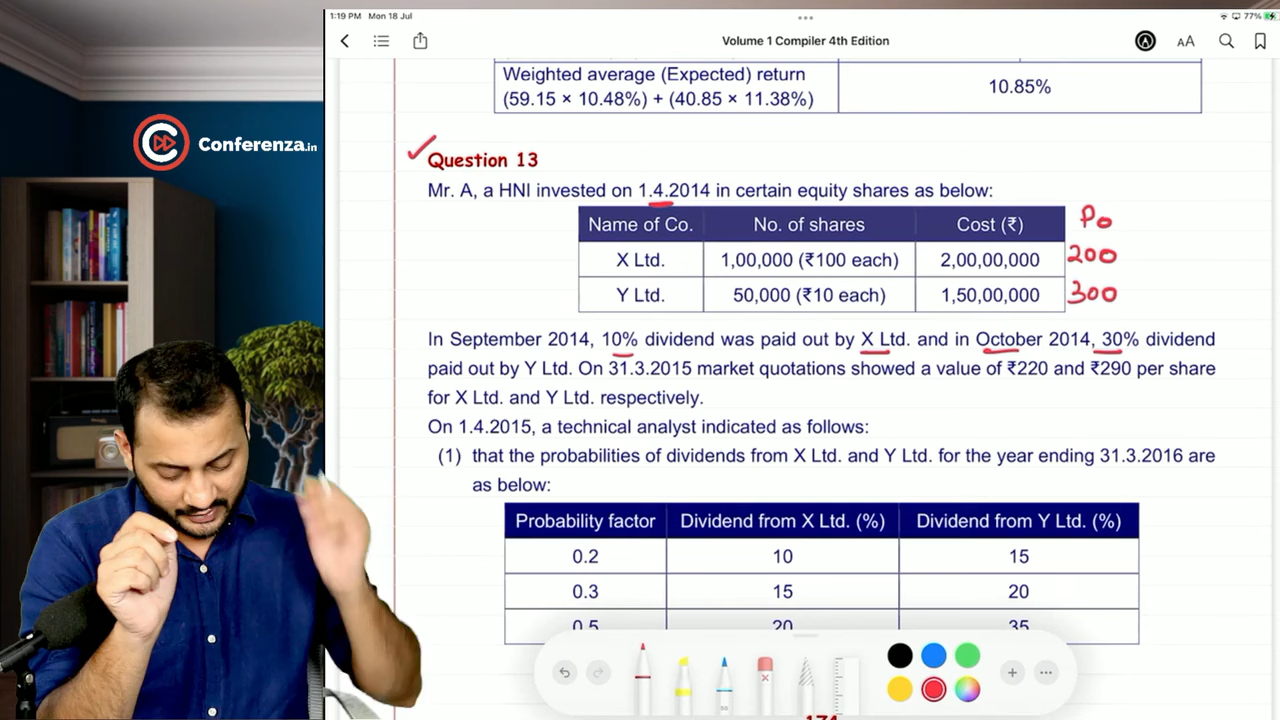 1:19 PM Mon 18 Jul
77%
Volume 1 Compiler 4th Edition
AA
Conferenza.in
Weighted average (Expected) return
(59.15 × 10.48%) + (40.85 × 11.38%)
10.85%
Question 13
Mr. A, a HNI invested on 1.4.2014 in certain equity shares as below:
Name of Co. No. of shares Cost (₹) P0
X Ltd. 1,00,000 (₹100 each) 2,00,00,000 200
Y Ltd. 50,000 (₹10 each) 1,50,00,000 300
In September 2014, 10% dividend was paid out by X Ltd. and in October 2014, 30% dividend
paid out by Y Ltd. On 31.3.2015 market quotations showed a value of ₹220 and ₹290 per share
for X Ltd. and Y Ltd. respectively.
On 1.4.2015, a technical analyst indicated as follows:
(1) that the probabilities of dividends from X Ltd. and Y Ltd. for the year ending 31.3.2016 are
as below:
Probability factor Dividend from X Ltd. (%) Dividend from Y Ltd. (%)
0.2 10 15
0.3 15 20
0.5 20 35
174